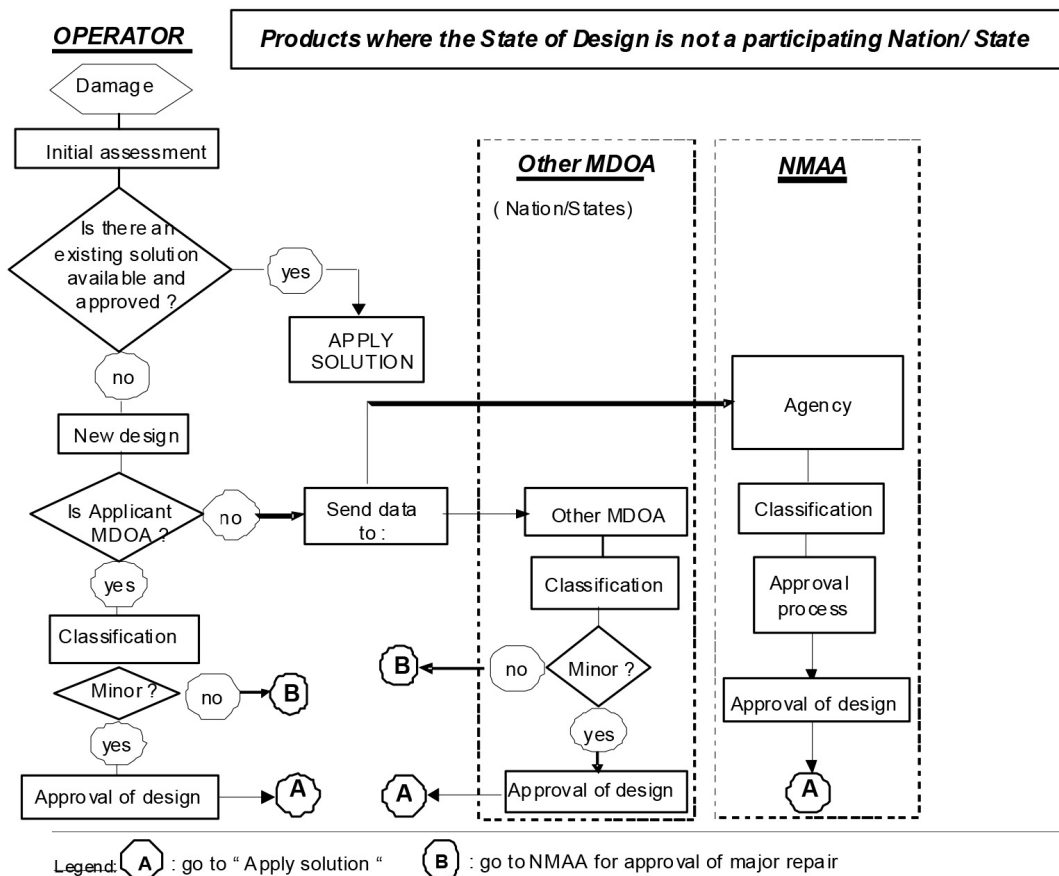 OPERATOR
Products where the State of Design is not a participating Nation/ State
Damage
Initial assessment
Is there an
existing solution
available and
approved ?
yes
APPLY
SOLUTION
no
New design
Is Applicant
MDOA ?
no
Send data
to :
yes
Classification
Minor ?
no
B
yes
Approval of design
A
Other MDOA
( Nation/States)
Other MDOA
Classification
Minor ?
no
B
yes
Approval of design
A
NMAA
Agency
Classification
Approval
process
Approval of design
A
Legend: A : go to “ Apply solution “ B : go to NMAA for approval of major repair